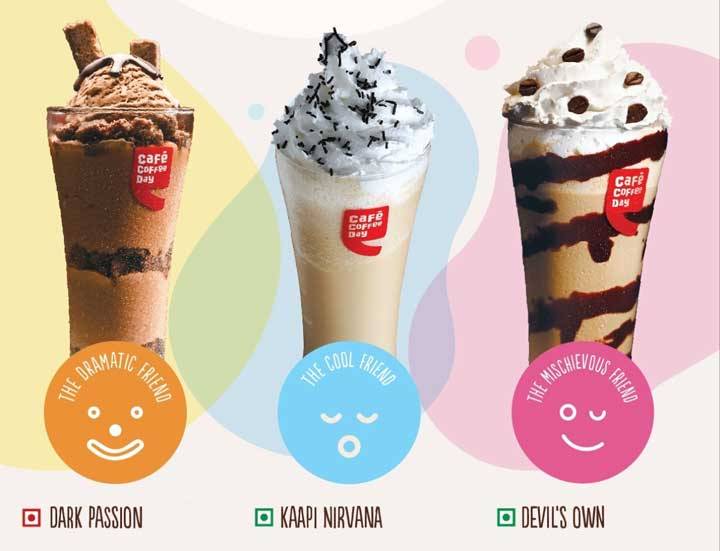 Café
Coffee
Day
Café
Coffee
Day
Café
Coffee
Day
THE DRAMATIC FRIEND
THE COOL FRIEND
THE MISCHIEVOUS FRIEND
DARK PASSION
KAAPI NIRVANA
DEVIL'S OWN